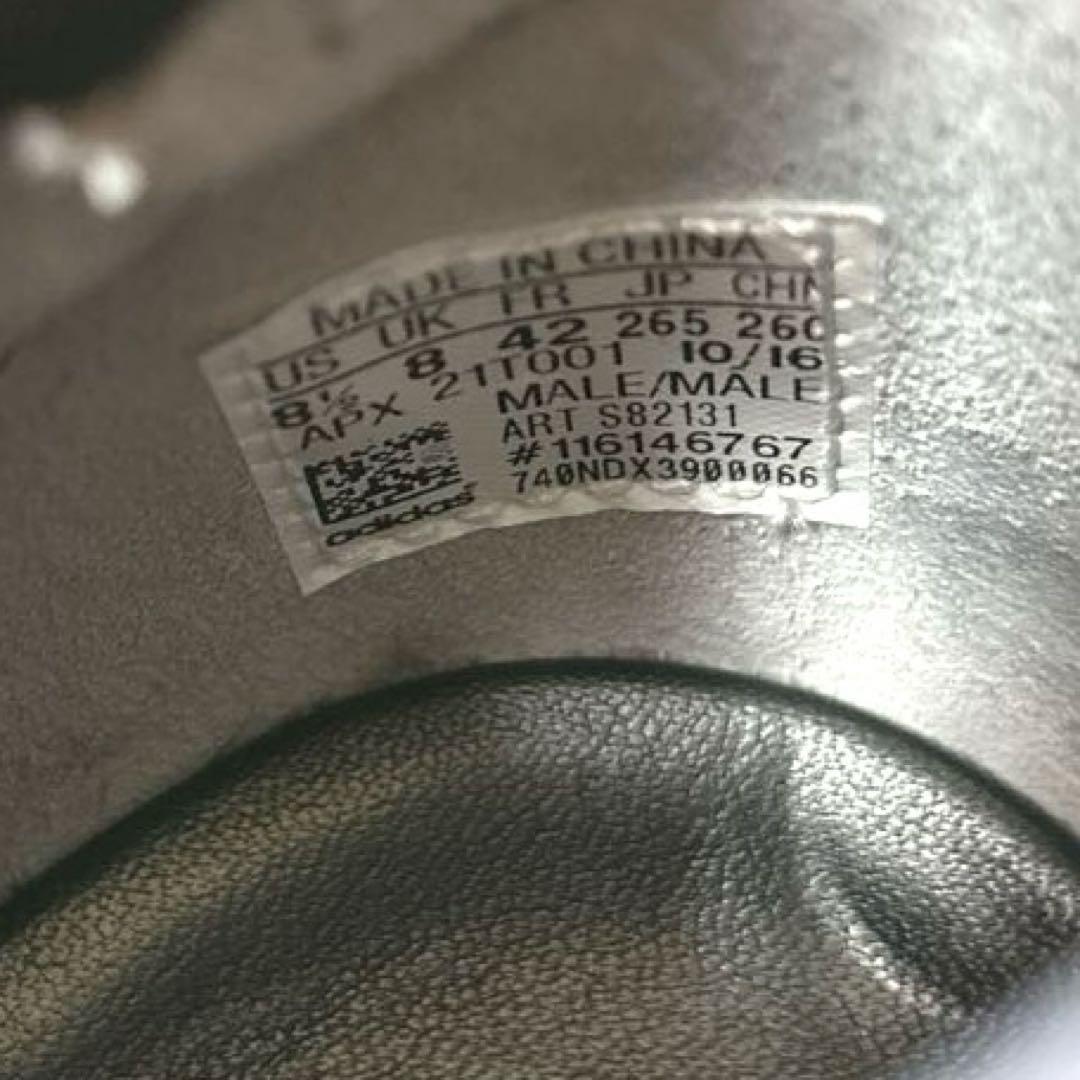 MADE IN CHINA
US UK FR JP CHN
8½ 8 42 265 260
APX 21T001 10/16
MALE/MALE
ART S82131
#116146767
740NDX3900066
adidas